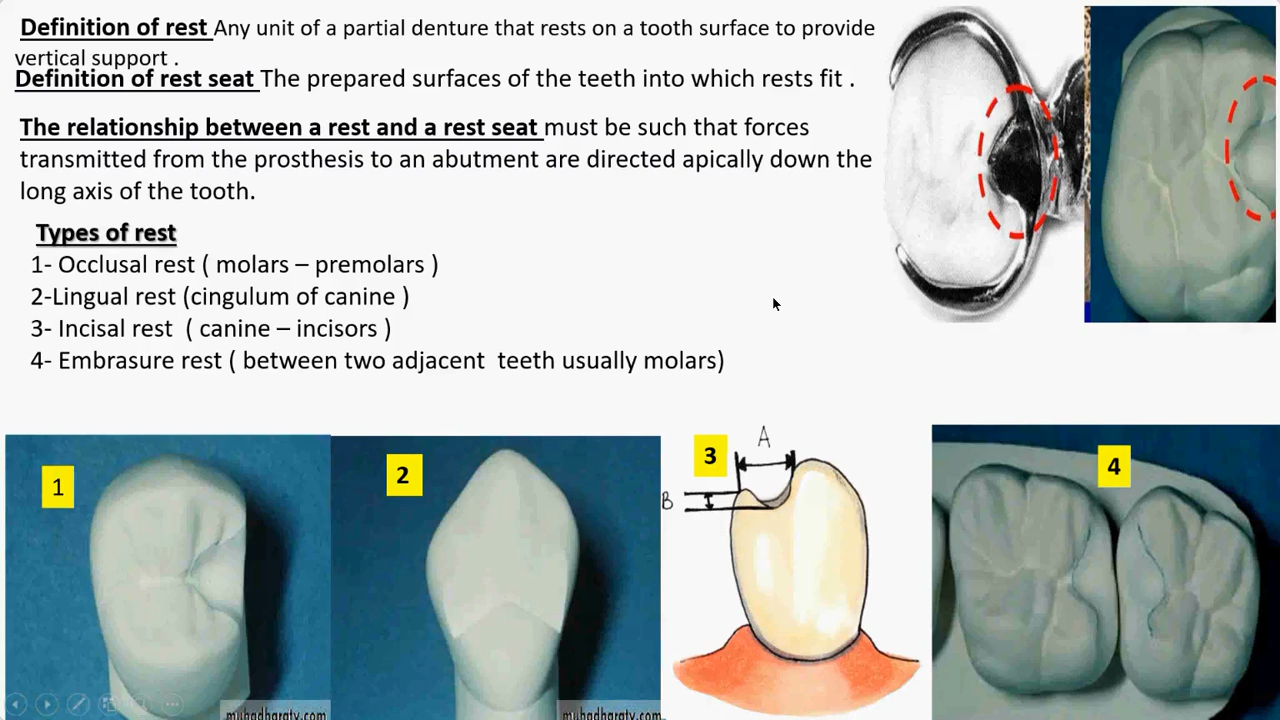 Definition of rest Any unit of a partial denture that rests on a tooth surface to provide
vertical support .
Definition of rest seat The prepared surfaces of the teeth into which rests fit .
The relationship between a rest and a rest seat must be such that forces
transmitted from the prosthesis to an abutment are directed apically down the
long axis of the tooth.
Types of rest
1- Occlusal rest ( molars – premolars )
2-Lingual rest (cingulum of canine )
3- Incisal rest ( canine – incisors )
4- Embrasure rest ( between two adjacent teeth usually molars)
1
2
3
A
B
4
muhadharaty.com
muhadharaty.com